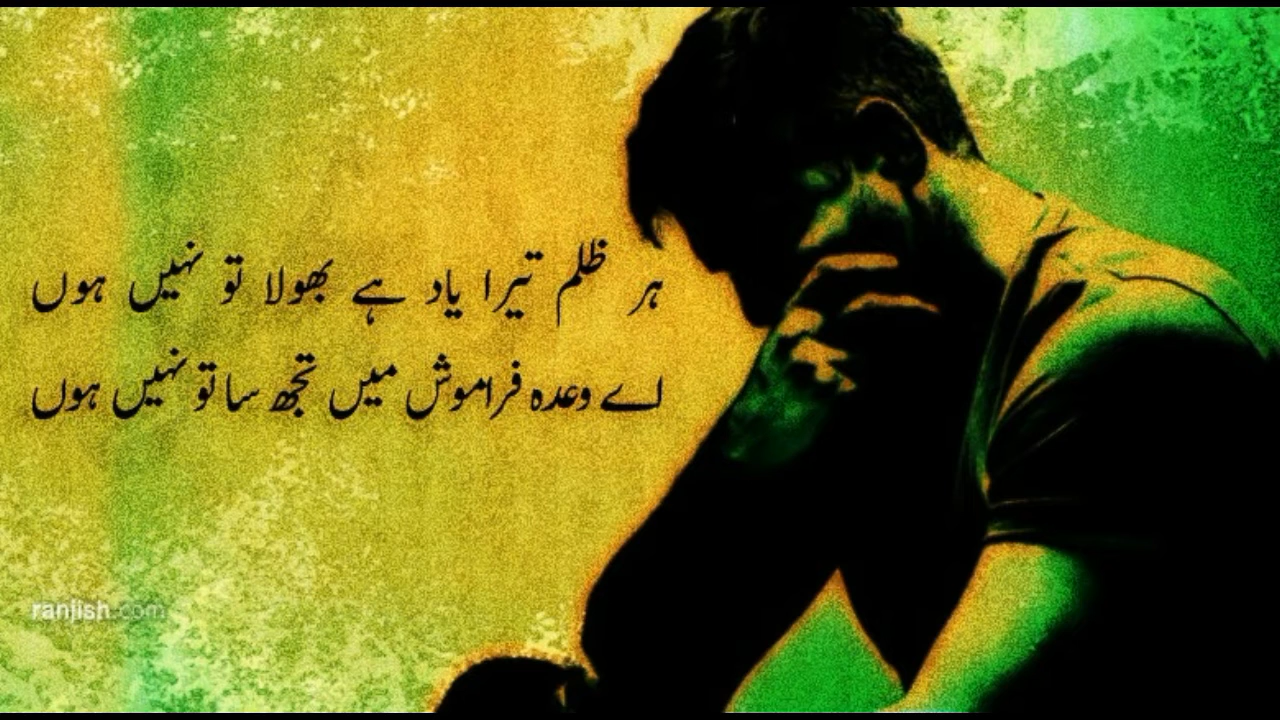 ہر ظلم تیرا یاد ہے بھولا تو نہیں ہوں
اے وعدہ فراموش میں تجھ سا تو نہیں ہوں
ranjish.com